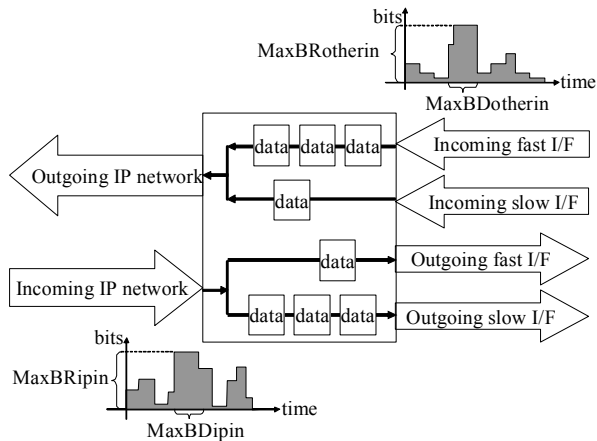 bits
MaxBRotherin
time
MaxBDotherin
data data data
Incoming fast I/F
Outgoing IP network
data
Incoming slow I/F
data
Outgoing fast I/F
Incoming IP network
data data data
Outgoing slow I/F
bits
MaxBRipin
time
MaxBDipin